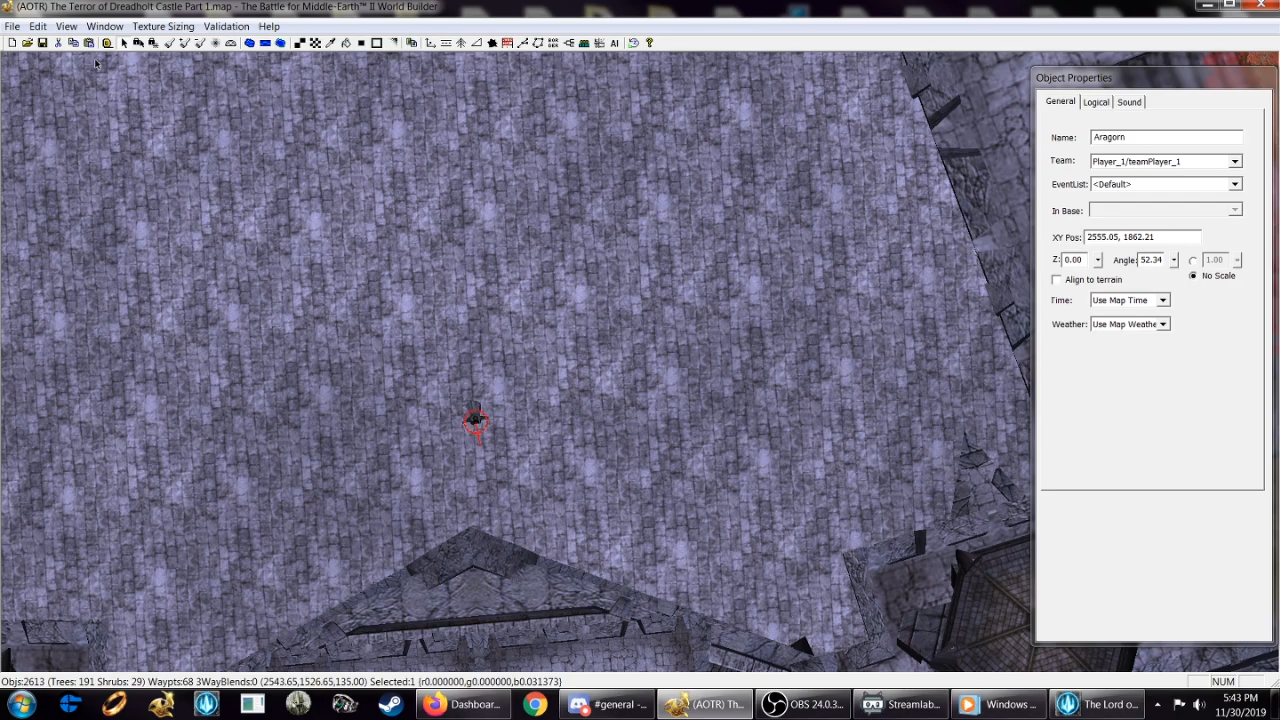 (AOTR) The Terror of Dreadholt Castle Part 1.map - The Battle for Middle-Earth™ II World Builder
File Edit View Window Texture Sizing Validation Help
AI
Object Properties
General Logical Sound
Name: Aragorn
Team: Player_1/teamPlayer_1
EventList: <Default>
In Base:
XY Pos: 2555.05, 1862.21
Z: 0.00 Angle: 52.34 1.00
No Scale
Align to terrain
Time: Use Map Time
Weather: Use Map Weathe
Objs:2613 (Trees: 191 Shrubs: 29) Waypts:68 3WayBlends:0 (2543.65,1526.65,135.00) Selected:1 {r0.000000,g0.000000,b0.031373} NUM
Dashboar... #general -... (AOTR) Th... OBS 24.0.3... Streamlab... Windows ... The Lord o... 5:43 PM
11/30/2019